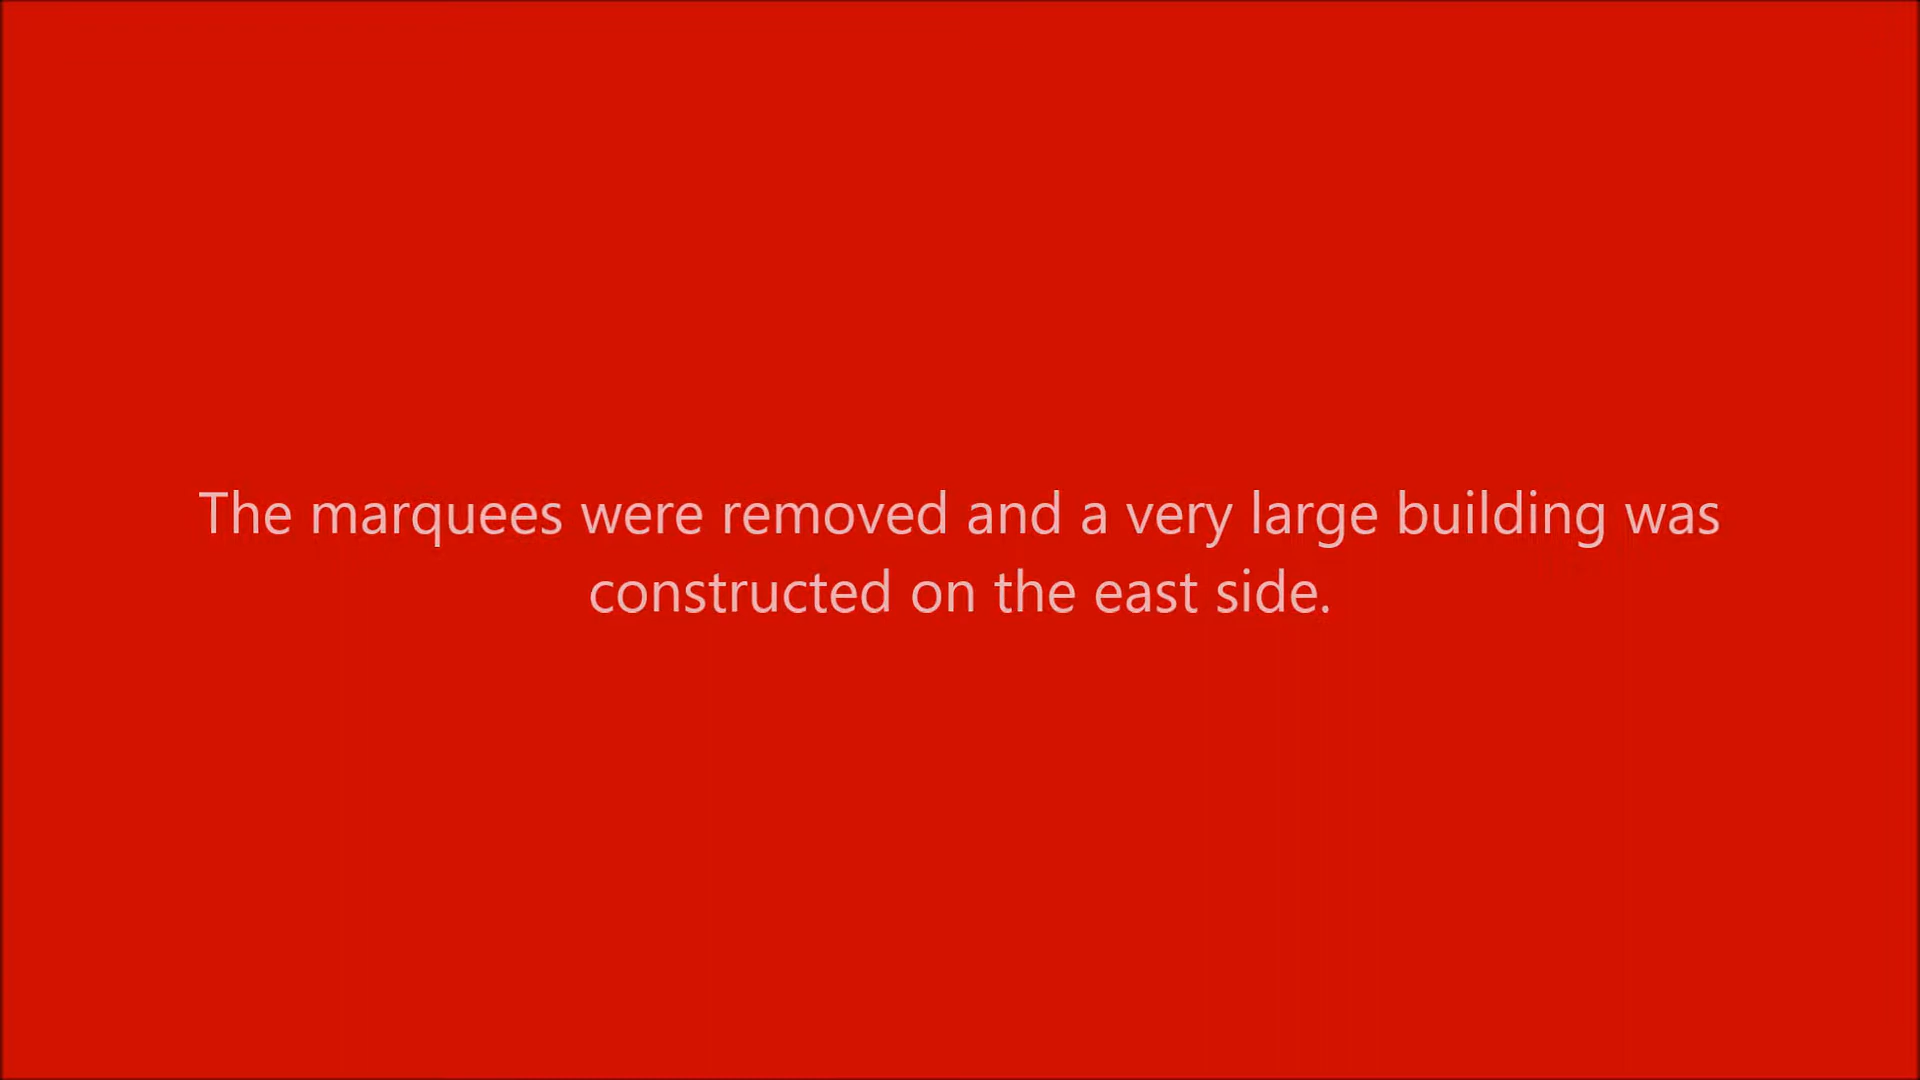 The marquees were removed and a very large building was
constructed on the east side.